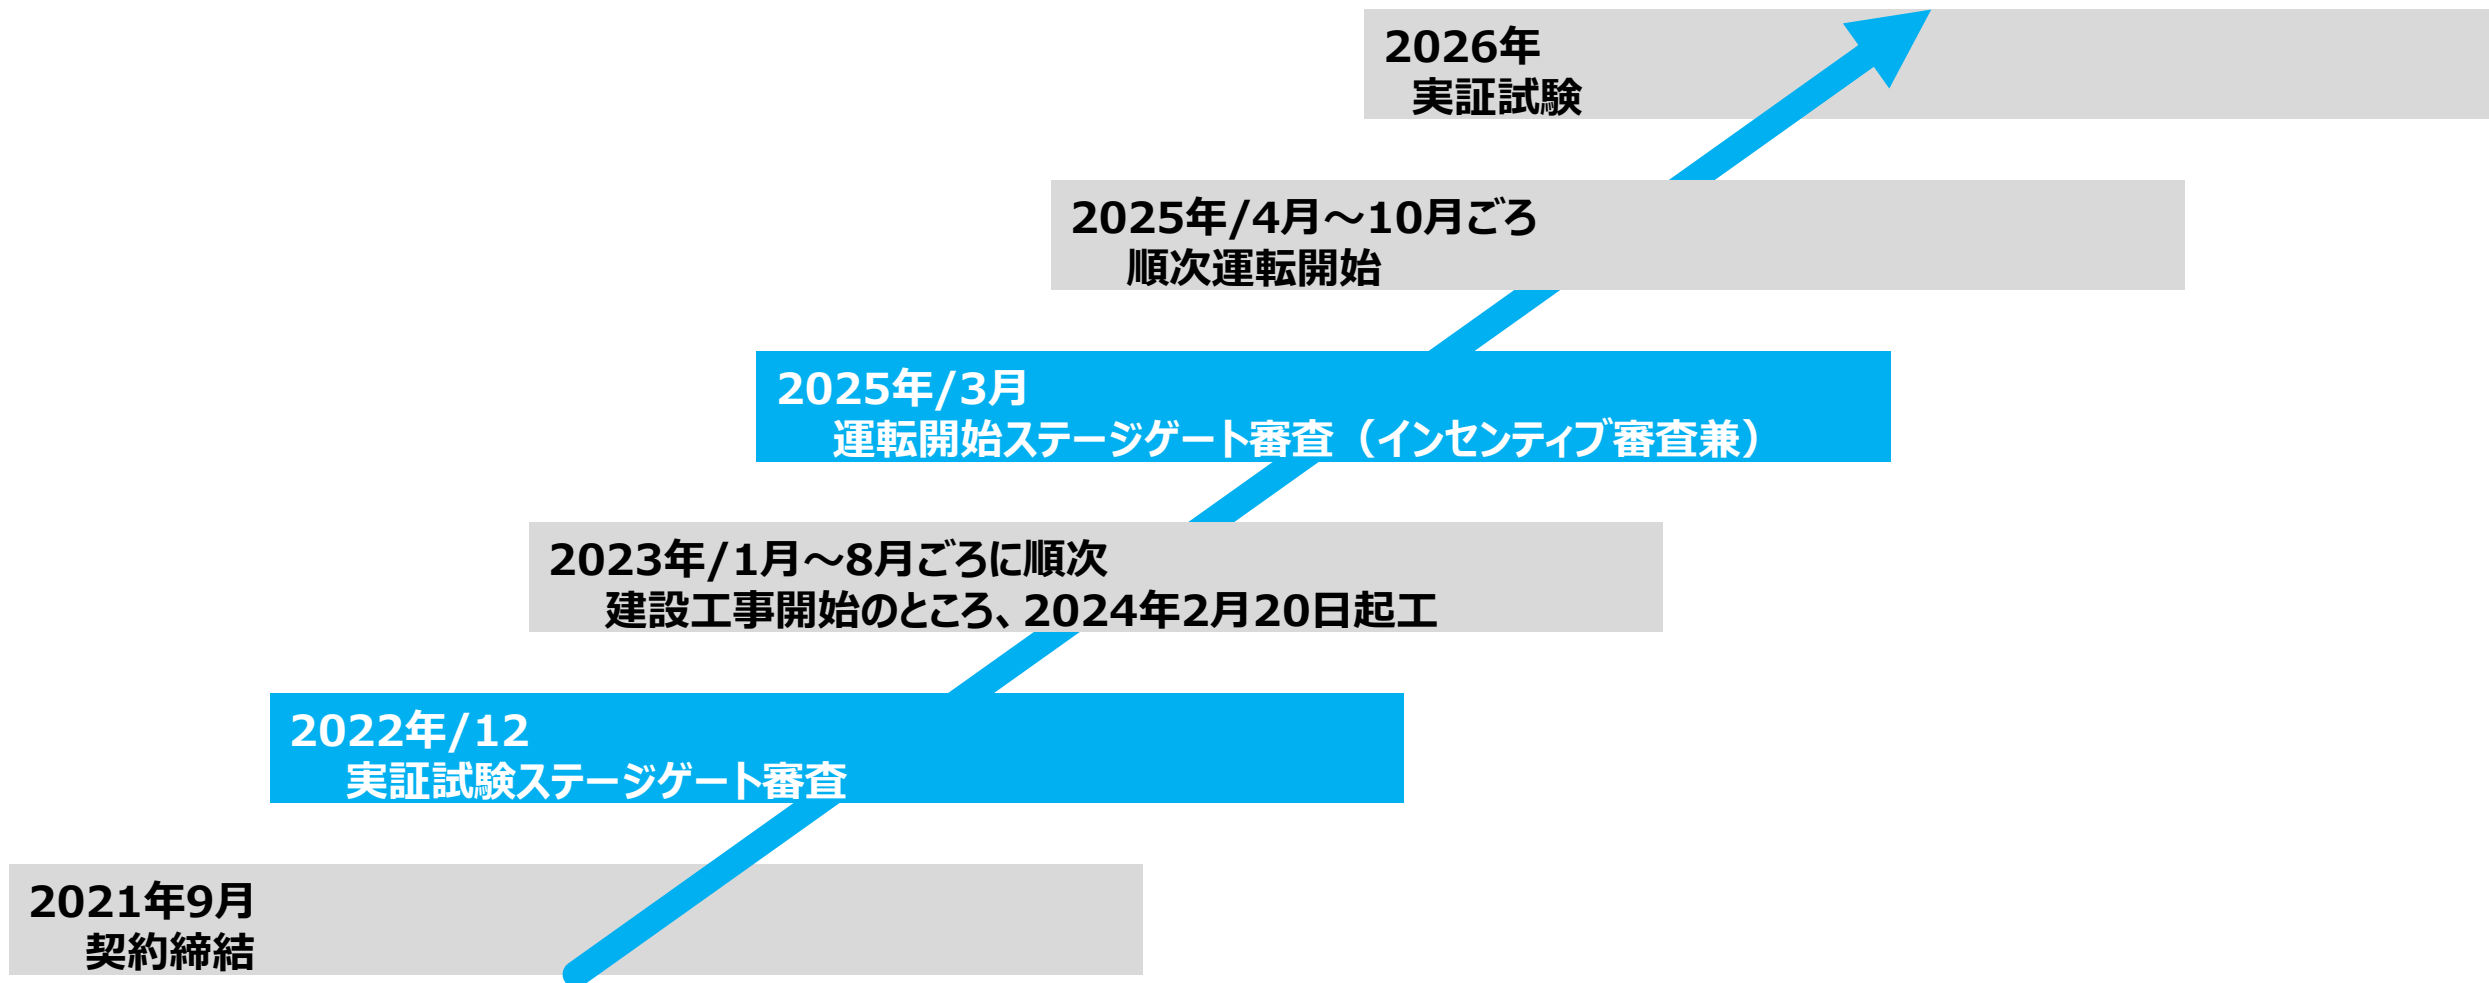 2026年
実証試験
2025年/4月～10月ごろ
順次運転開始
2025年/3月
運転開始ステージゲート審査（インセンティブ審査兼）
2023年/1月～8月ごろに順次
建設工事開始のところ、2024年2月20日起工
2022年/12
実証試験ステージゲート審査
2021年9月
契約締結